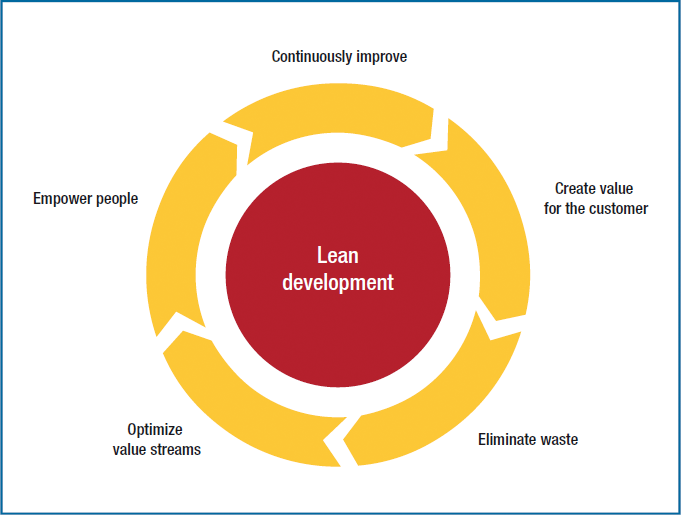 Continuously improve
Create value
for the customer
Eliminate waste
Optimize
value streams
Empower people
Lean
development